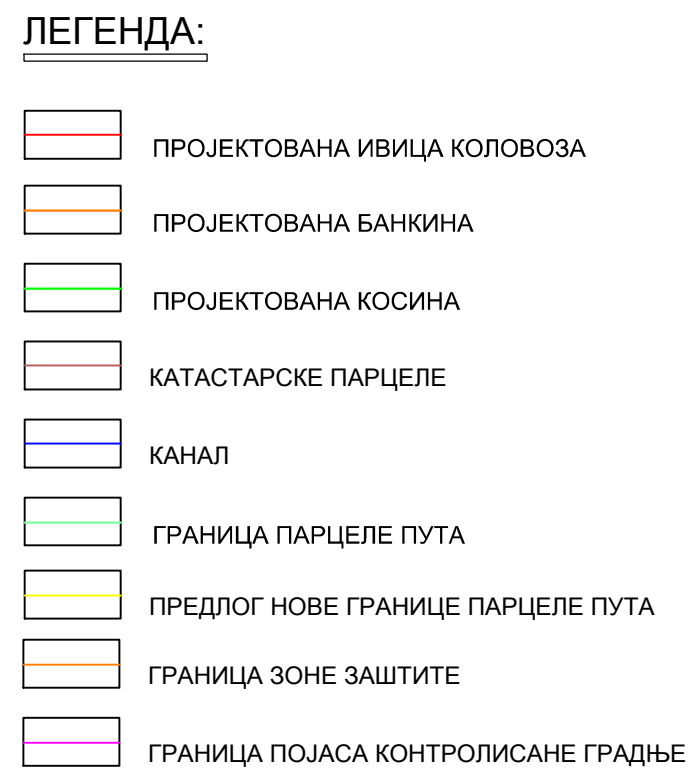 ЛЕГЕНДА:
ПРОЈЕКТОВАНА ИВИЦА КОЛОВОЗА
ПРОЈЕКТОВАНА БАНКИНА
ПРОЈЕКТОВАНА КОСИНА
КАТАСТАРСКЕ ПАРЦЕЛЕ
КАНАЛ
ГРАНИЦА ПАРЦЕЛЕ ПУТА
ПРЕДЛОГ НОВЕ ГРАНИЦЕ ПАРЦЕЛЕ ПУТА
ГРАНИЦА ЗОНЕ ЗАШТИТЕ
ГРАНИЦА ПОЈАСА КОНТРОЛИСАНЕ ГРАДЊЕ